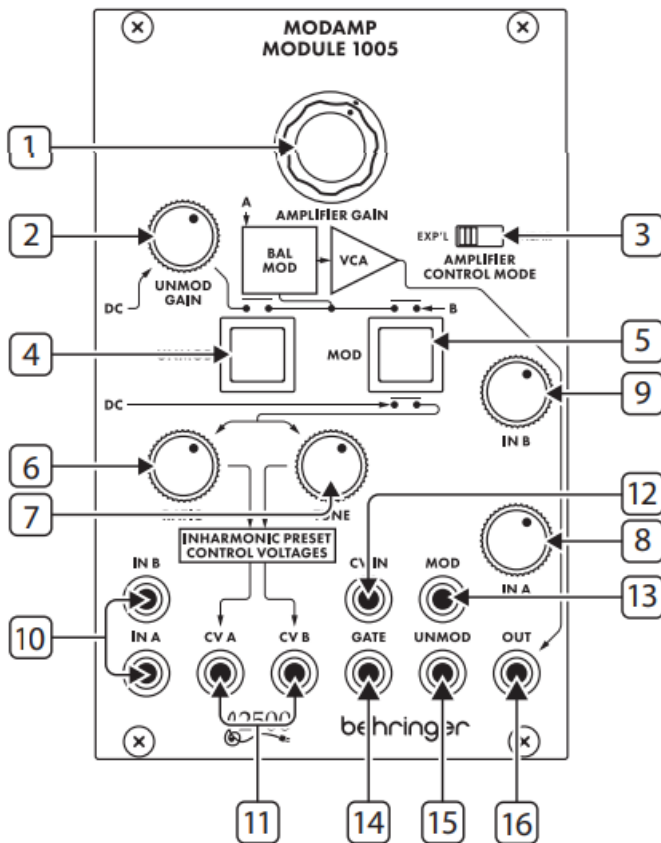 MODAMP
MODULE 1005
1
2
A
AMPLIFIER GAIN
EXP'L
3
BAL
MOD
VCA
AMPLIFIER
CONTROL MODE
UNMOD
GAIN
DC
B
4
MOD
5
DC
9
IN B
6
7
12
INHARMONIC PRESET
CONTROL VOLTAGES
8
IN B
MOD
IN A
13
10
IN A
CV A
CV B
GATE
UNMOD
OUT
behringer
11
14
15
16